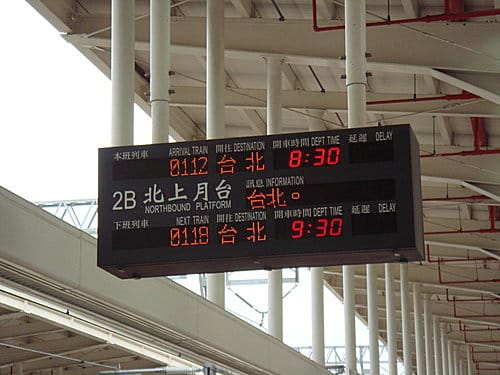 本班列車 ARRIVAL TRAIN 開往 DESTINATION 開車時間 DEPT TIME 延遲 DELAY
0112 台北 8:30
2B 北上月台 NORTHBOUND PLATFORM 訊息 INFORMATION
台北。
下班列車 NEXT TRAIN 開往 DESTINATION 開車時間 DEPT TIME 延遲 DELAY
0118 台北 9:30